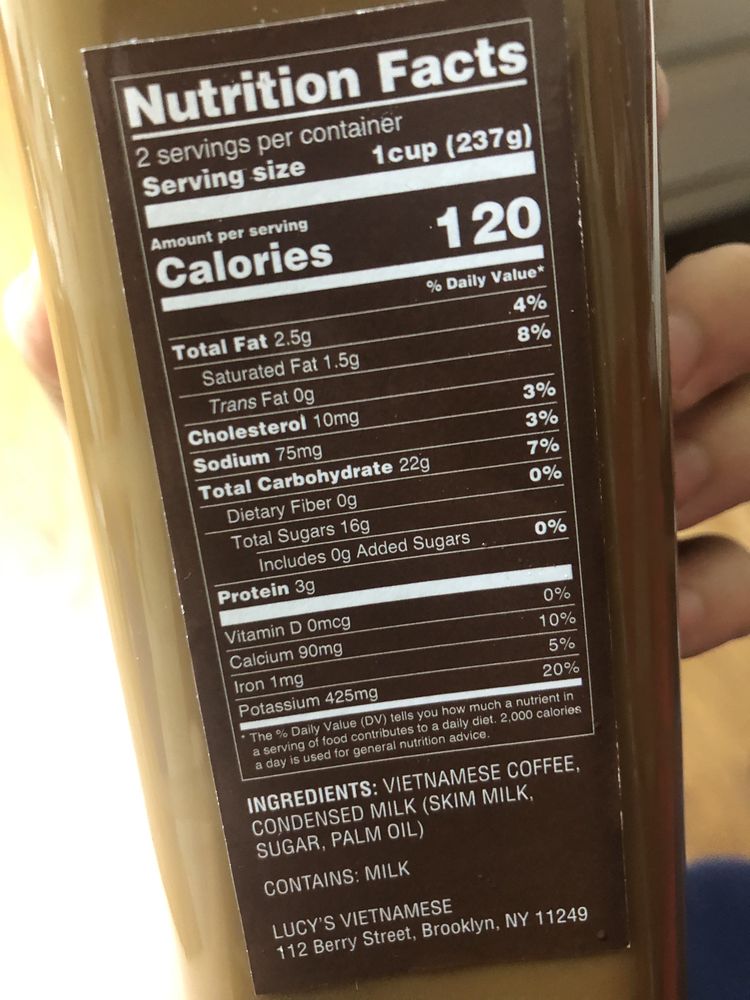 Nutrition Facts
2 servings per container
Serving size 1cup (237g)
Amount per serving
Calories 120
% Daily Value*
Total Fat 2.5g 4%
Saturated Fat 1.5g 8%
Trans Fat 0g
Cholesterol 10mg 3%
Sodium 75mg 3%
Total Carbohydrate 22g 7%
Dietary Fiber 0g 0%
Total Sugars 16g
Includes 0g Added Sugars 0%
Protein 3g
Vitamin D 0mcg 0%
Calcium 90mg 10%
Iron 1mg 5%
Potassium 425mg 20%
* The % Daily Value (DV) tells you how much a nutrient in
a serving of food contributes to a daily diet. 2,000 calories
a day is used for general nutrition advice.
INGREDIENTS: VIETNAMESE COFFEE,
CONDENSED MILK (SKIM MILK,
SUGAR, PALM OIL)
CONTAINS: MILK
LUCY'S VIETNAMESE
112 Berry Street, Brooklyn, NY 11249